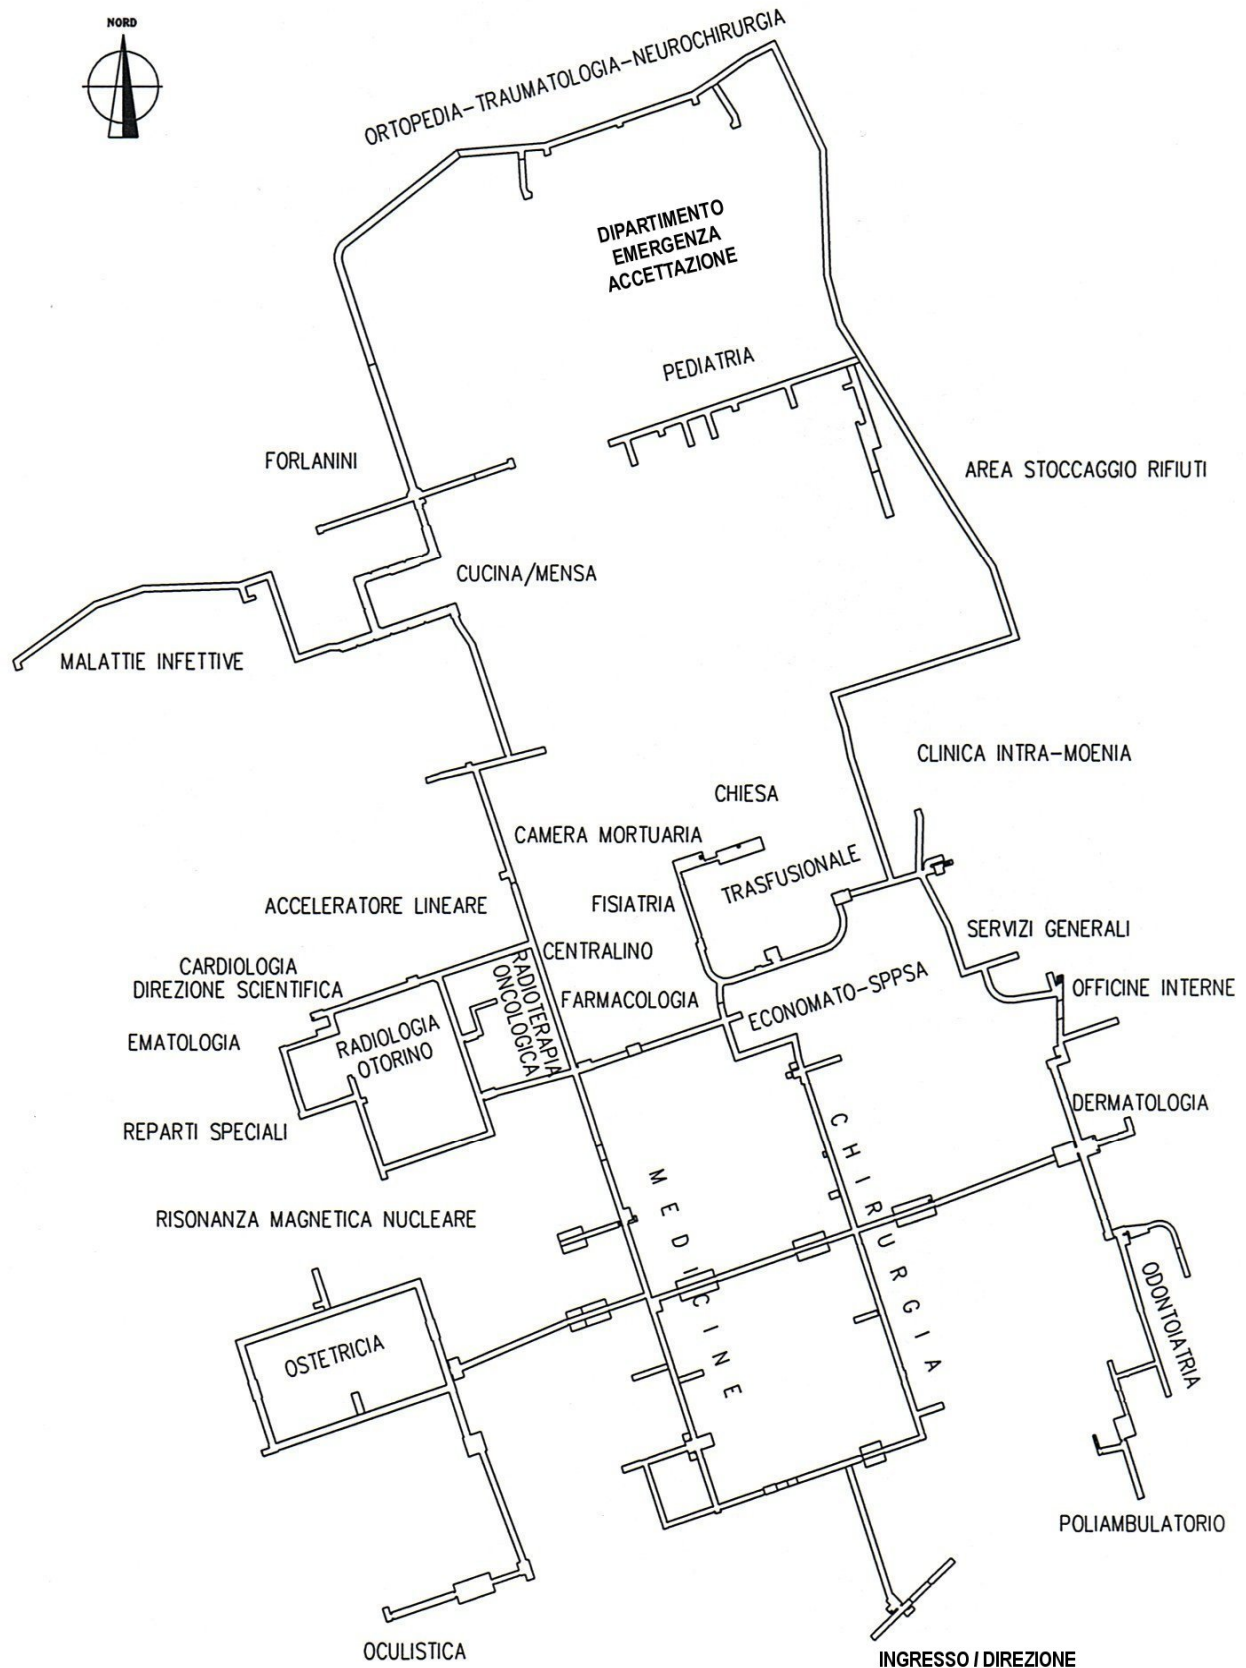 NORD
ORTOPEDIA-TRAUMATOLOGIA-NEUROCHIRURGIA
DIPARTIMENTO
EMERGENZA
ACCETTAZIONE
PEDIATRIA
FORLANINI
AREA STOCCAGGIO RIFIUTI
CUCINA/MENSA
MALATTIE INFETTIVE
CLINICA INTRA-MOENIA
CHIESA
CAMERA MORTUARIA
TRASFUSIONALE
ACCELERATORE LINEARE
FISIATRIA
SERVIZI GENERALI
CENTRALINO
CARDIOLOGIA
DIREZIONE SCIENTIFICA
RADIOTERAPIA
ONCOLOGICA
FARMACOLOGIA
ECONOMATO-SPPSA
OFFICINE INTERNE
EMATOLOGIA
RADIOLOGIA
OTORINO
REPARTI SPECIALI
DERMATOLOGIA
CHIRURGIA
MEDICINE
RISONANZA MAGNETICA NUCLEARE
OSTETRICIA
ODONTOIATRIA
POLIAMBULATORIO
OCULISTICA
INGRESSO / DIREZIONE